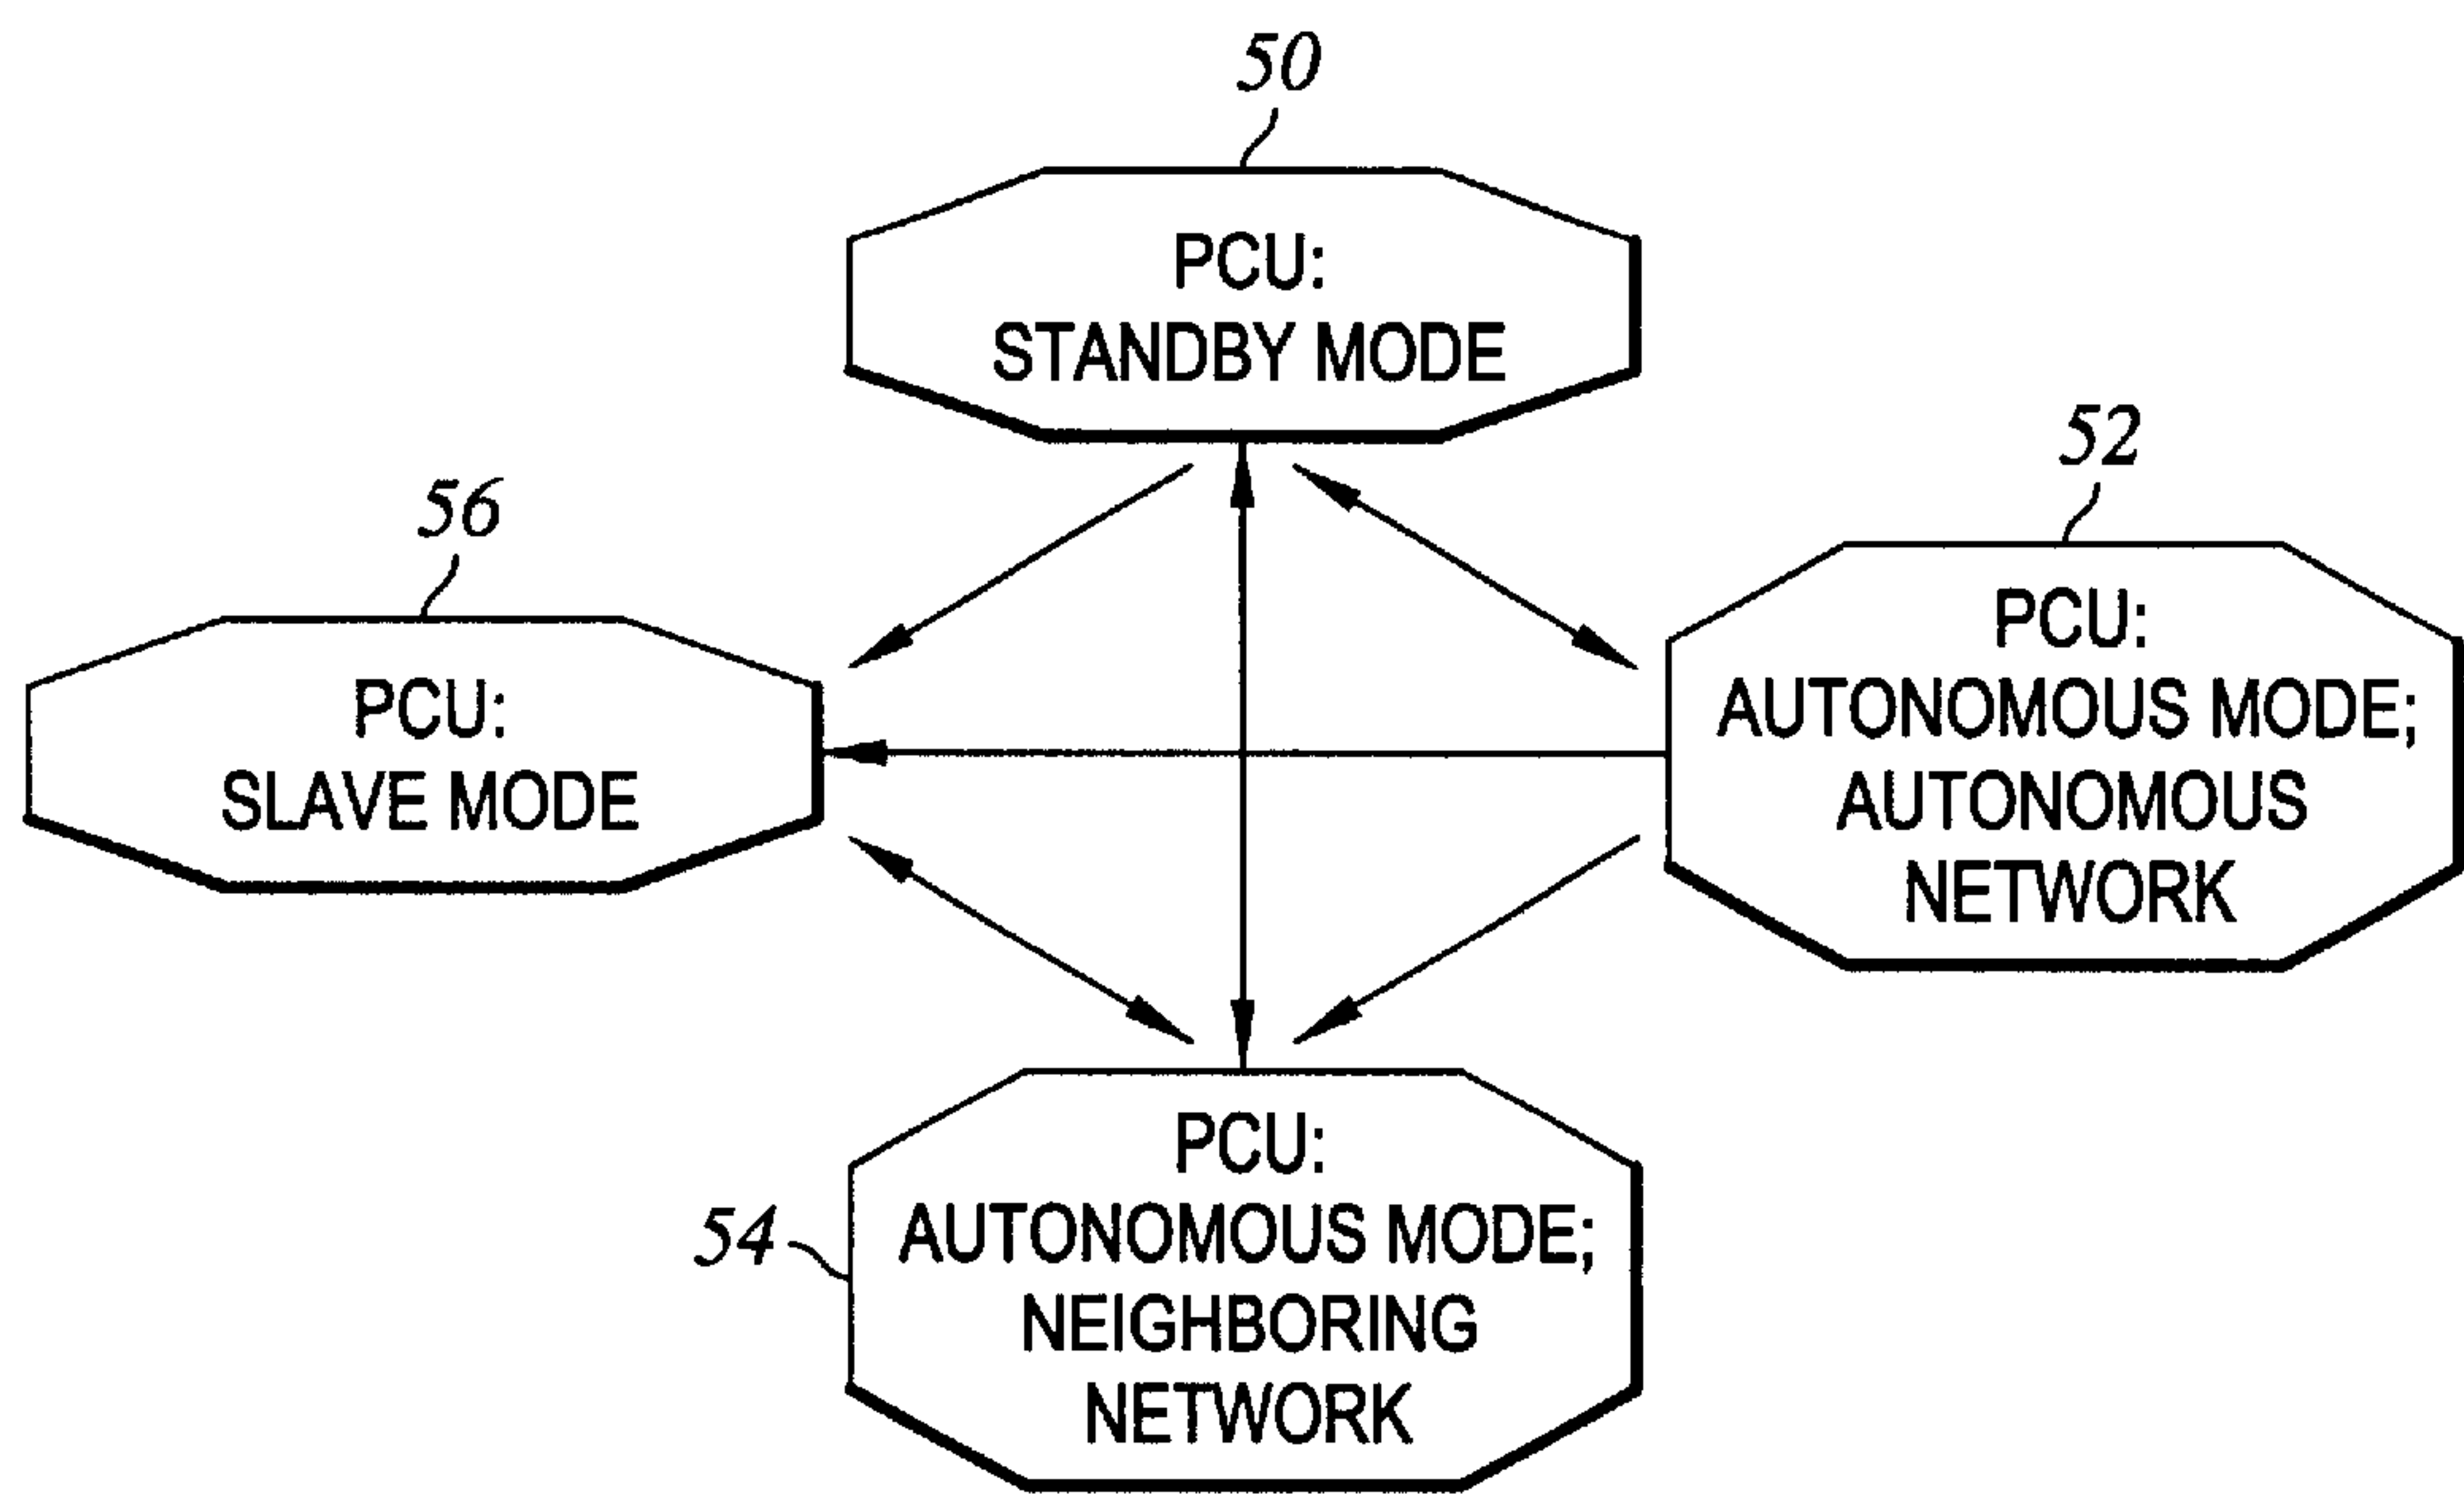 50
PCU:
STANDBY MODE
52
PCU:
AUTONOMOUS MODE;
AUTONOMOUS
NETWORK
56
PCU:
SLAVE MODE
54
PCU:
AUTONOMOUS MODE;
NEIGHBORING
NETWORK